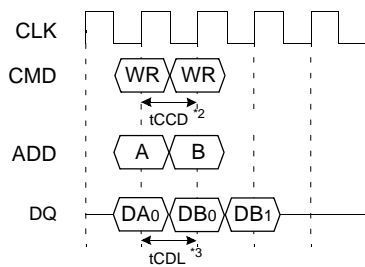 CLK
CMD WR WR
tCCD *2
ADD A B
DQ DA0 DB0 DB1
tCDL *3